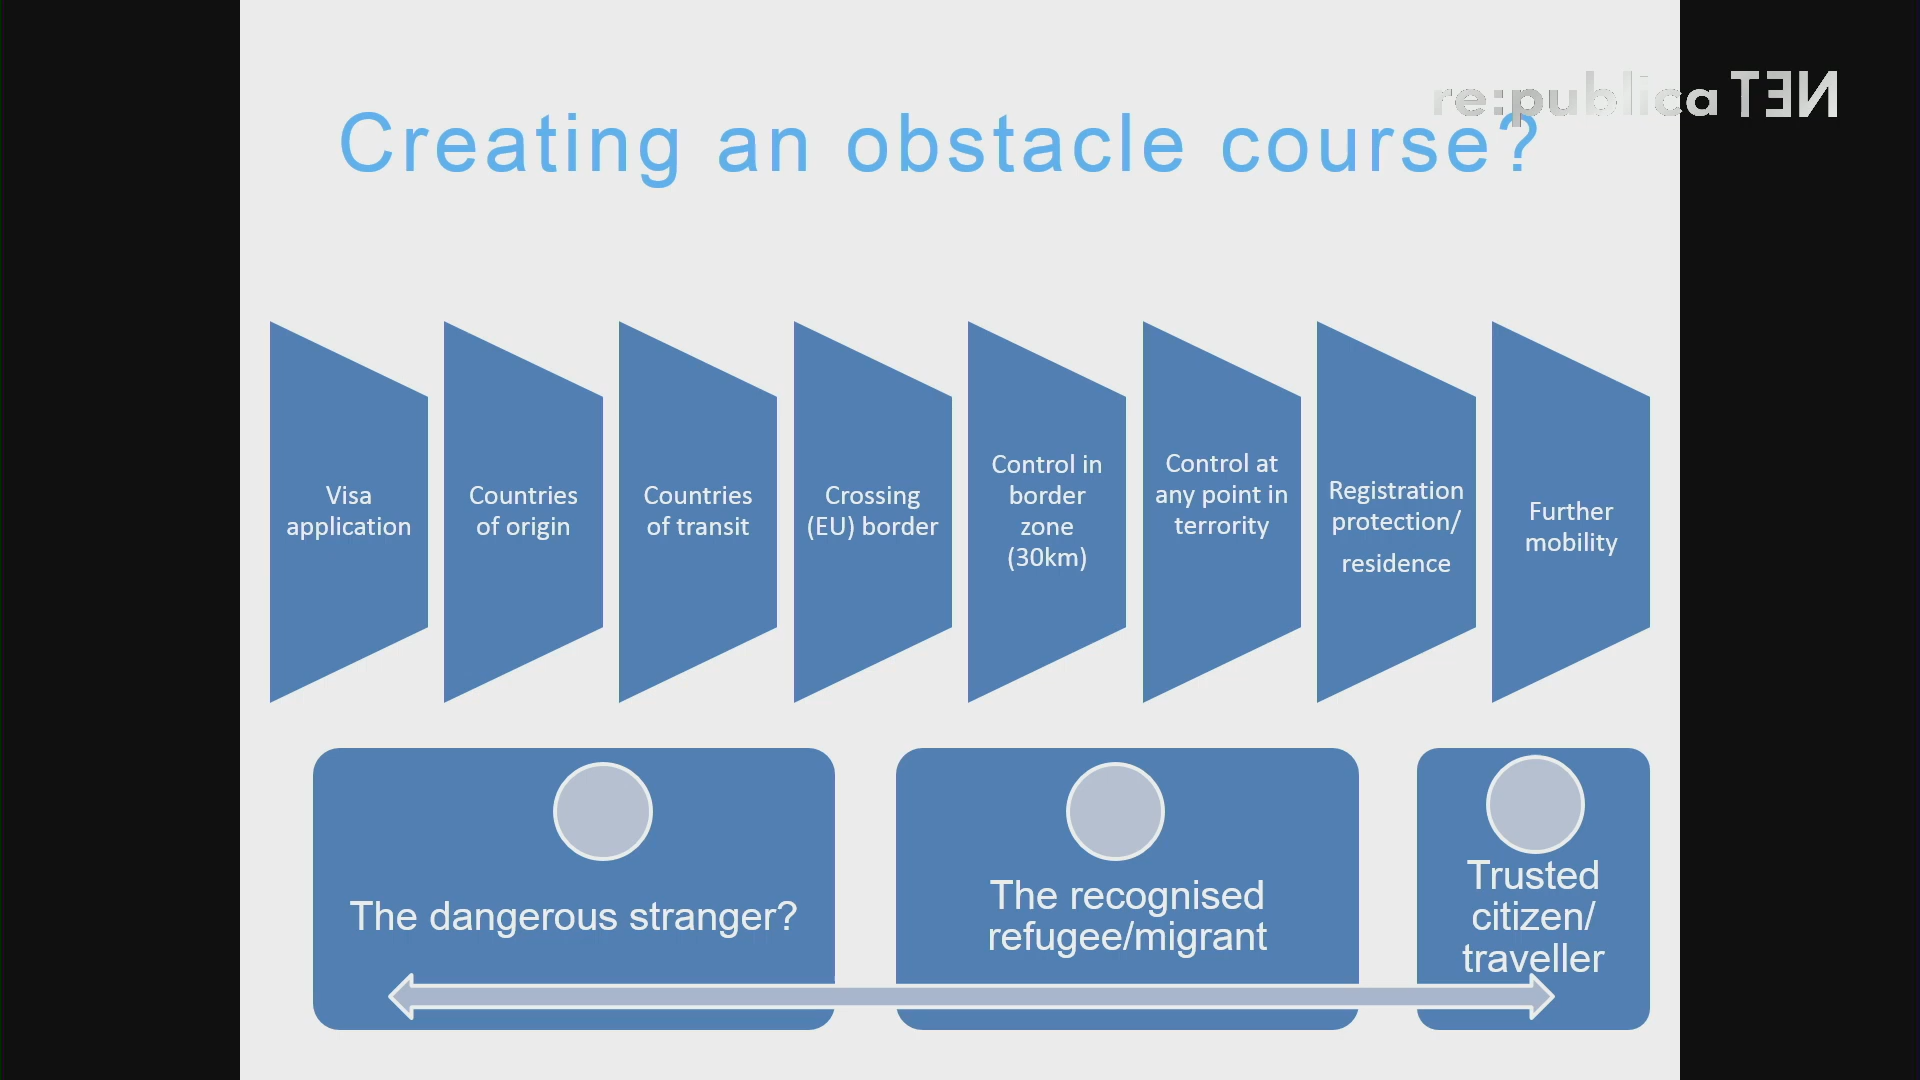 re:publica TEN
Creating an obstacle course?
Visa
application
Countries
of origin
Countries
of transit
Crossing
(EU) border
Control in
border
zone
(30km)
Control at
any point in
terrority
Registration
protection/
residence
Further
mobility
The dangerous stranger?
The recognised
refugee/migrant
Trusted
citizen/
traveller